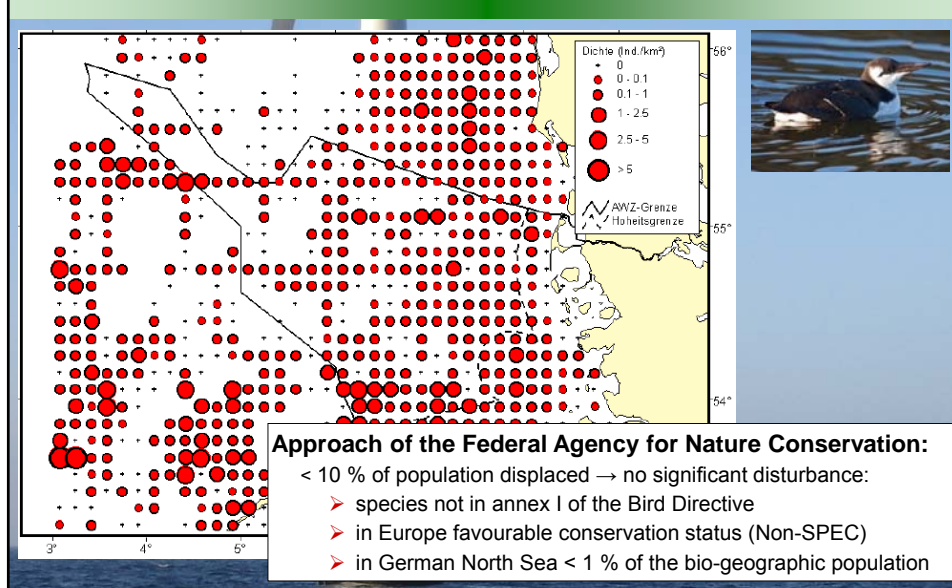 56°
Dichte (Ind./km²)
0
0 - 0.1
0.1 - 1
1 - 2.5
2.5 - 5
> 5
AWZ-Grenze
Hoheitsgrenze
55°
54°
3° 4° 5°
Approach of the Federal Agency for Nature Conservation:
< 10 % of population displaced → no significant disturbance:
species not in annex I of the Bird Directive
in Europe favourable conservation status (Non-SPEC)
in German North Sea < 1 % of the bio-geographic population